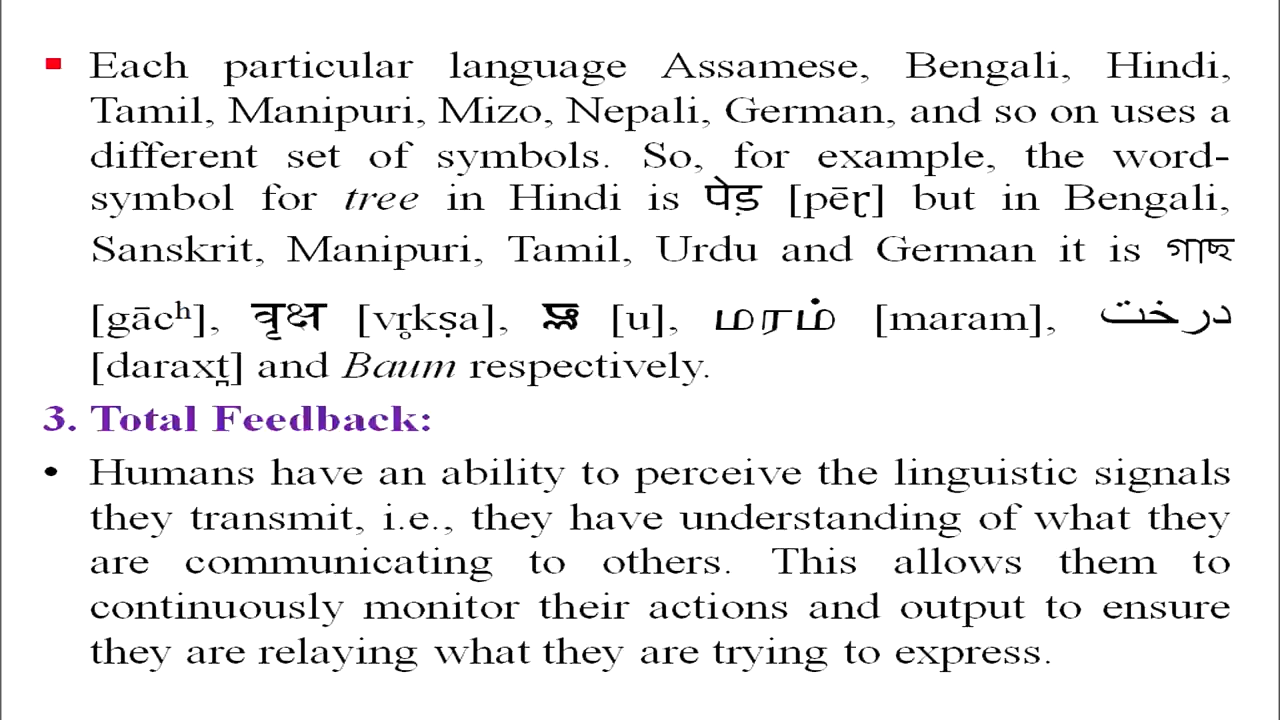 ▪ Each particular language Assamese, Bengali, Hindi,
Tamil, Manipuri, Mizo, Nepali, German, and so on uses a
different set of symbols. So, for example, the word-
symbol for tree in Hindi is पेड़ [pēɽ] but in Bengali,
Sanskrit, Manipuri, Tamil, Urdu and German it is গাছ
[gācʰ], वृक्ष [vr̥kṣa], [u], மரம் [maram], درخت
[daraxt̪] and Baum respectively.
3. Total Feedback:
• Humans have an ability to perceive the linguistic signals
they transmit, i.e., they have understanding of what they
are communicating to others. This allows them to
continuously monitor their actions and output to ensure
they are relaying what they are trying to express.